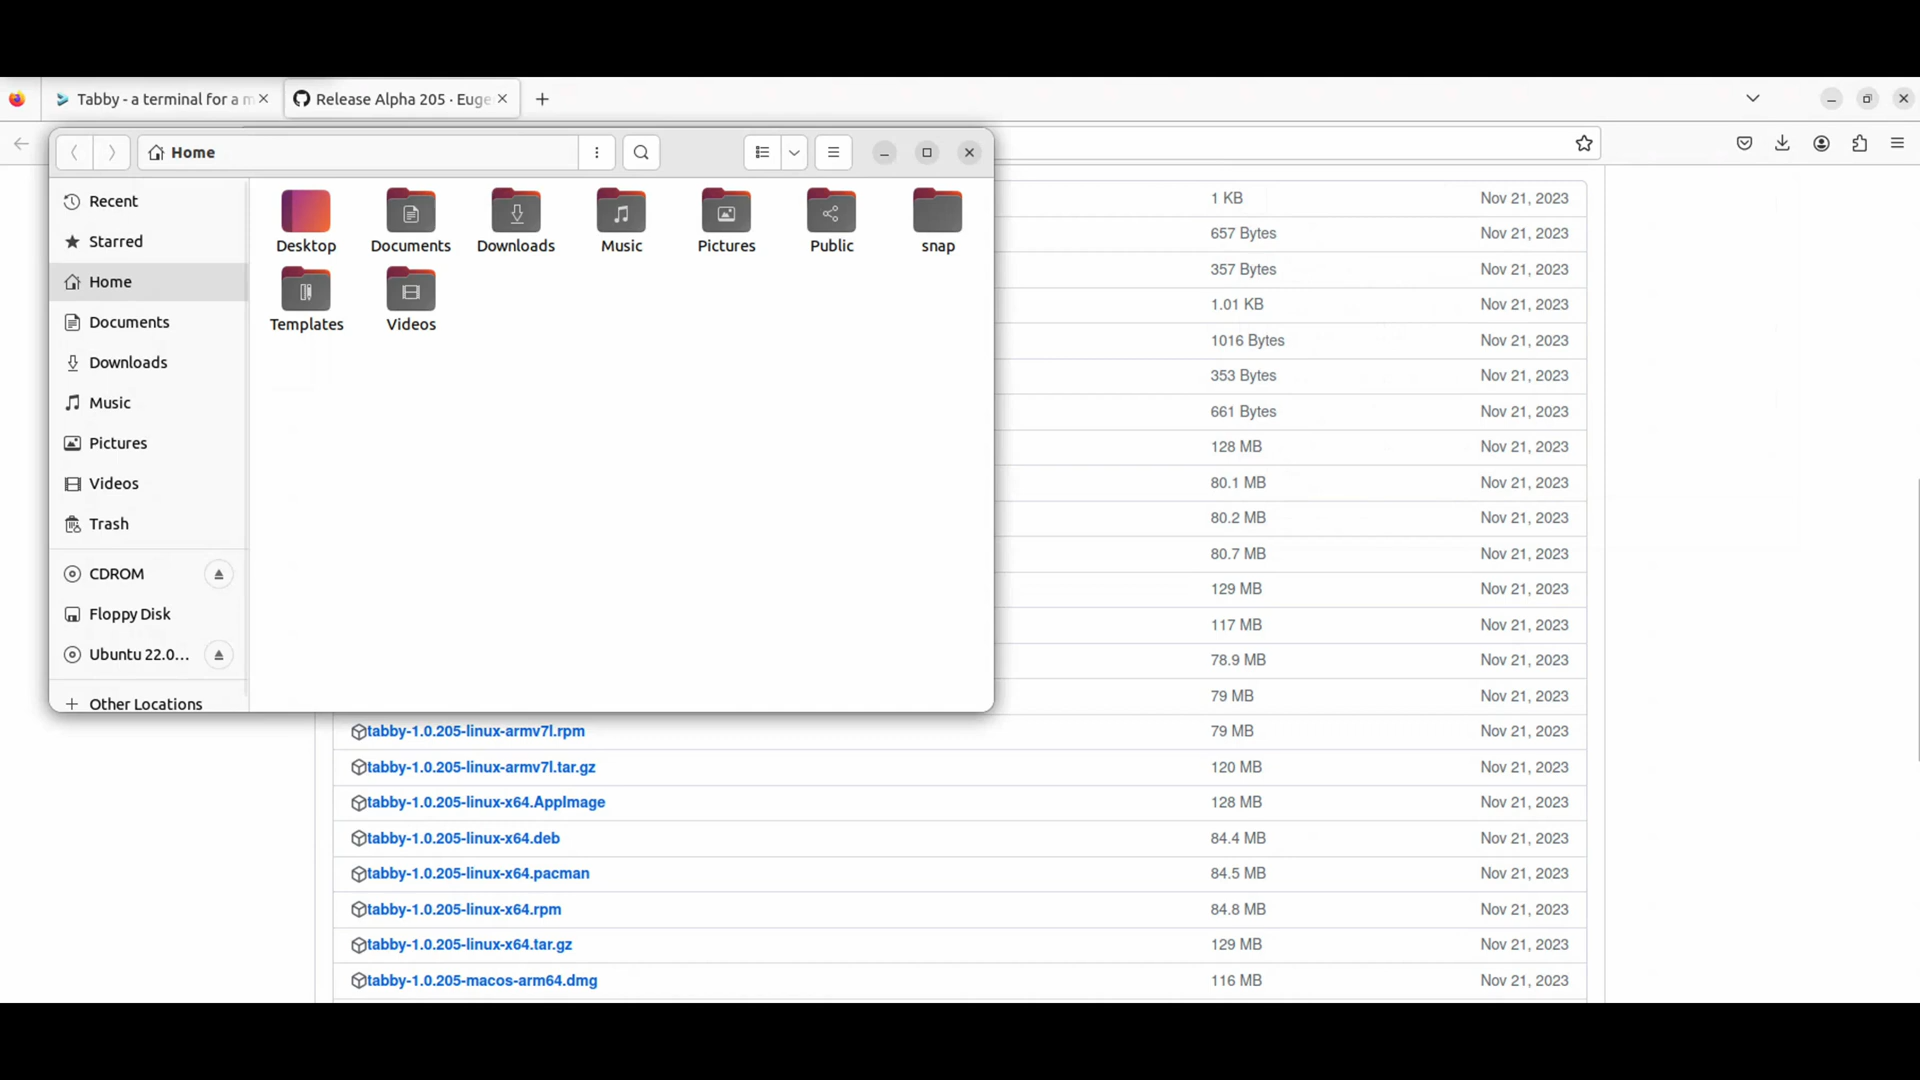 Tabby - a terminal for a m
Release Alpha 205 · Euge
Home
Recent
Starred
Home
Documents
Downloads
Music
Pictures
Videos
Trash
CDROM
Floppy Disk
Ubuntu 22.0...
Other Locations
Desktop Documents Downloads Music Pictures Public snap
Templates Videos
1 KB Nov 21, 2023
657 Bytes Nov 21, 2023
357 Bytes Nov 21, 2023
1.01 KB Nov 21, 2023
1016 Bytes Nov 21, 2023
353 Bytes Nov 21, 2023
661 Bytes Nov 21, 2023
128 MB Nov 21, 2023
80.1 MB Nov 21, 2023
80.2 MB Nov 21, 2023
80.7 MB Nov 21, 2023
129 MB Nov 21, 2023
117 MB Nov 21, 2023
78.9 MB Nov 21, 2023
79 MB Nov 21, 2023
tabby-1.0.205-linux-armv7l.rpm 79 MB Nov 21, 2023
tabby-1.0.205-linux-armv7l.tar.gz 120 MB Nov 21, 2023
tabby-1.0.205-linux-x64.AppImage 128 MB Nov 21, 2023
tabby-1.0.205-linux-x64.deb 84.4 MB Nov 21, 2023
tabby-1.0.205-linux-x64.pacman 84.5 MB Nov 21, 2023
tabby-1.0.205-linux-x64.rpm 84.8 MB Nov 21, 2023
tabby-1.0.205-linux-x64.tar.gz 129 MB Nov 21, 2023
tabby-1.0.205-macos-arm64.dmg 116 MB Nov 21, 2023